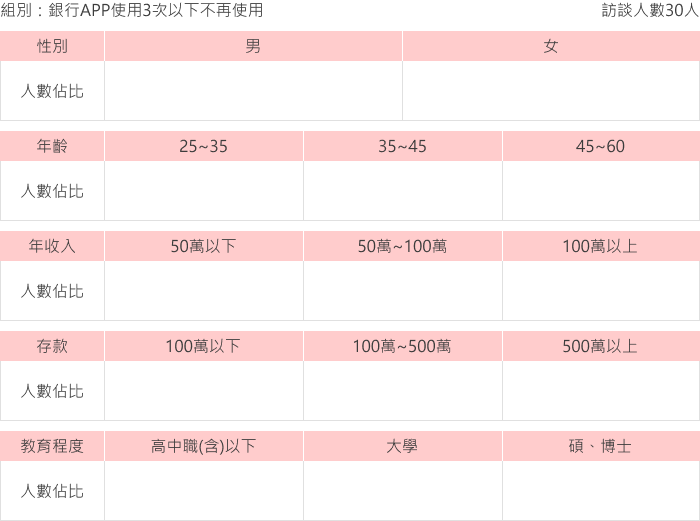 組別：銀行APP使用3次以下不再使用 訪談人數30人
性別 男 女
人數佔比
年齡 25~35 35~45 45~60
人數佔比
年收入 50萬以下 50萬~100萬 100萬以上
人數佔比
存款 100萬以下 100萬~500萬 500萬以上
人數佔比
教育程度 高中職(含)以下 大學 碩、博士
人數佔比